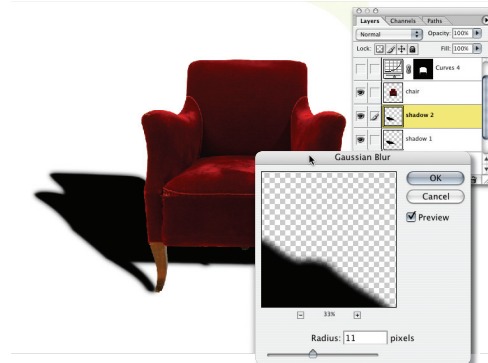 Layers Channels Paths
Normal Opacity: 100%
Lock: Fill: 100%
Curves 4
chair
shadow 2
shadow 1
Gaussian Blur
OK
Cancel
Preview
33%
Radius: 11 pixels